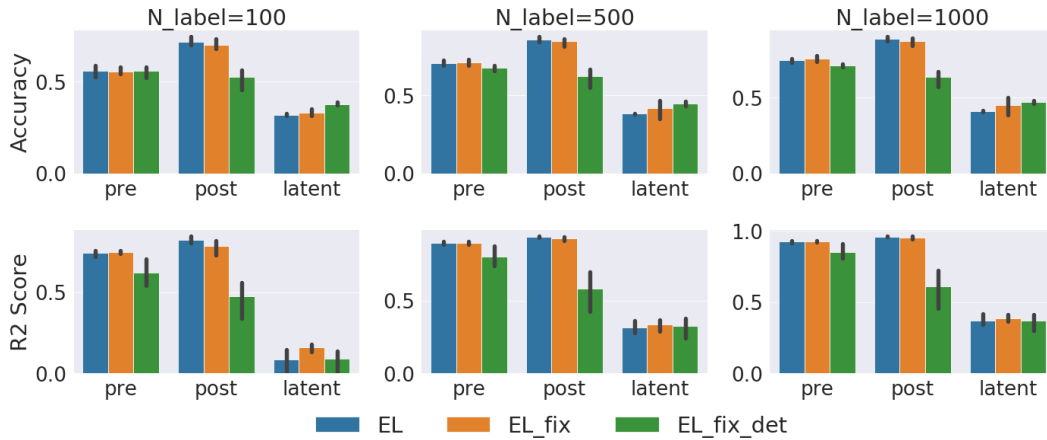 N_label=100 N_label=500 N_label=1000
Accuracy
0.5 0.5 0.5
0.0 0.0 0.0
pre post latent pre post latent pre post latent
R2 Score
1.0
0.5 0.5 0.5
0.0 0.0 0.0
pre post latent pre post latent pre post latent
EL EL_fix EL_fix_det